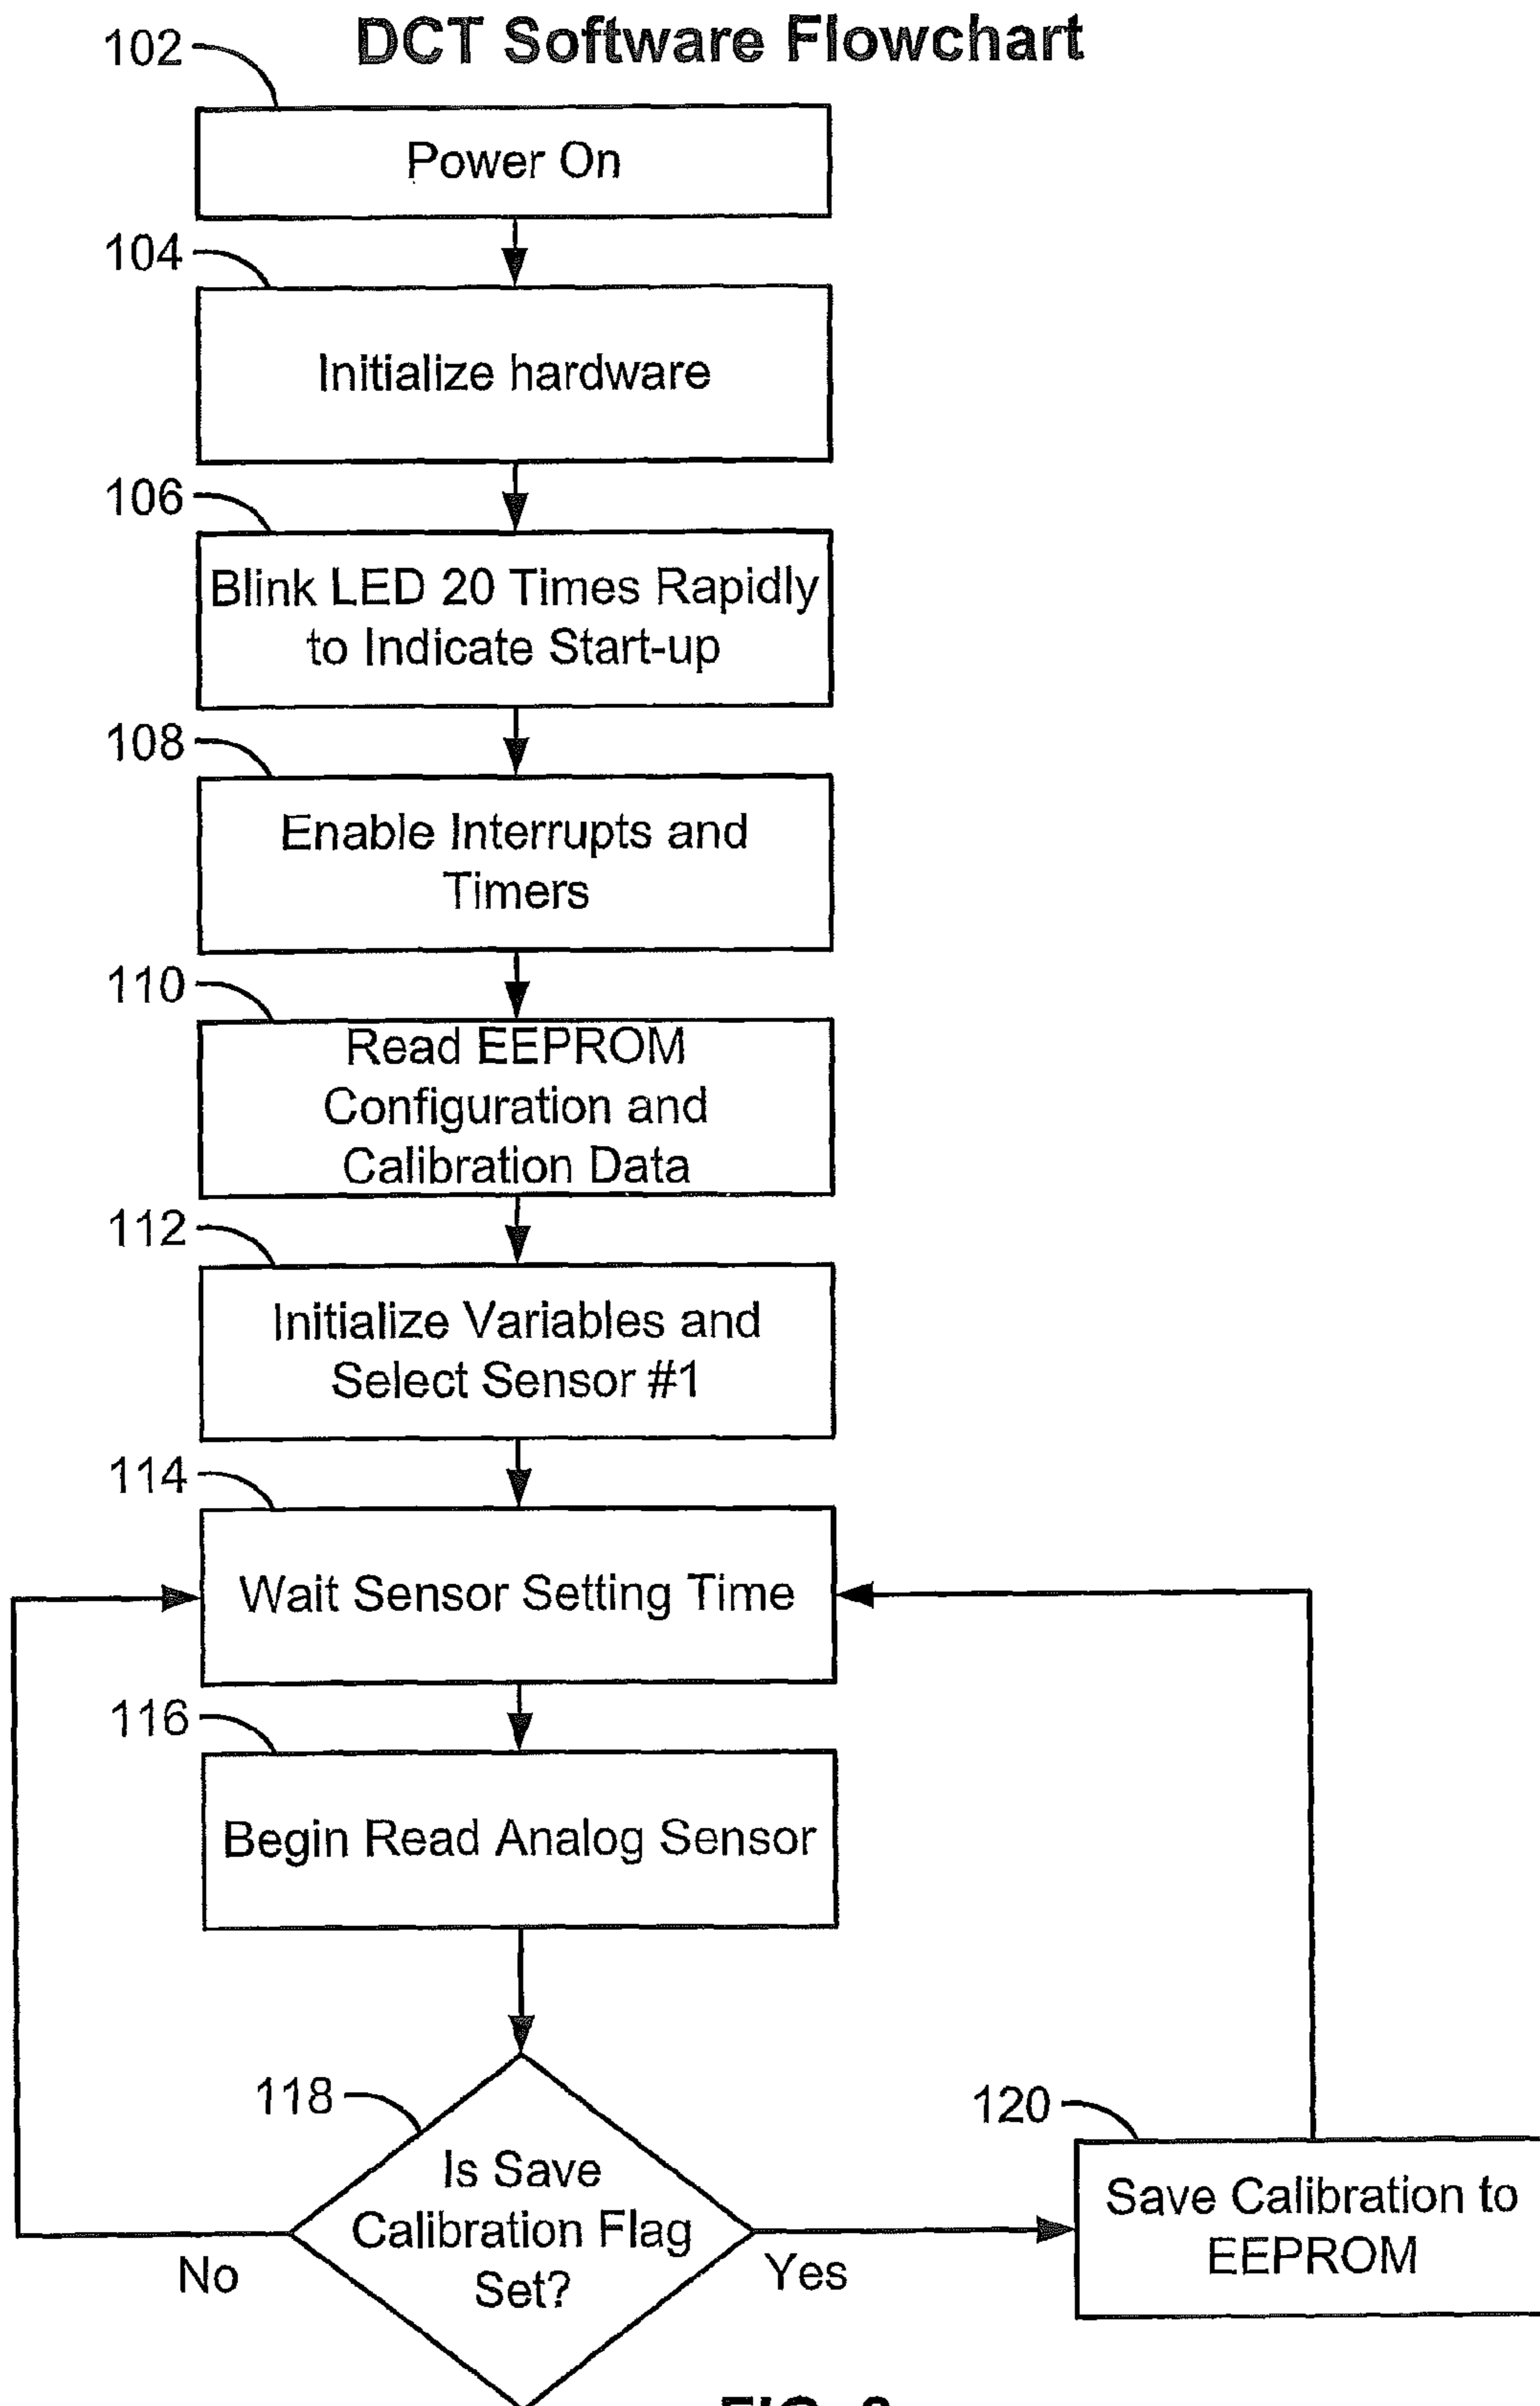 DCT Software Flowchart
102
Power On
104
Initialize hardware
106
Blink LED 20 Times Rapidly
to Indicate Start-up
108
Enable Interrupts and
Timers
110
Read EEPROM
Configuration and
Calibration Data
112
Initialize Variables and
Select Sensor #1
114
Wait Sensor Setting Time
116
Begin Read Analog Sensor
118
Is Save
Calibration Flag
Set?
No
Yes
120
Save Calibration to
EEPROM